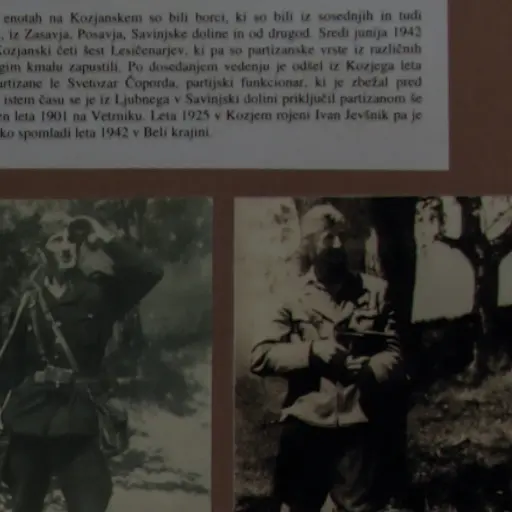 enotah na Kozjanskem so bili borci, ki so bili iz sosednjih in tudi
, iz Zasavja, Posavja, Savinjske doline in od drugod. Sredi junija 1942
Kozjanski četi šest Lesičenarjev, ki pa so partizanske vrste iz različnih
gim kmalu zapustili. Po dosedanjem vedenju je odšel iz Kozjega leta
artizane le Svetozar Čoporda, partijski funkcionar, ki je zbežal pred
istem času se je iz Ljubnega v Savinjski dolini priključil partizanom še
en leta 1901 na Vetrniku. Leta 1925 v Kozjem rojeni Ivan Jevšnik pa je
ko spomladi leta 1942 v Beli krajini.